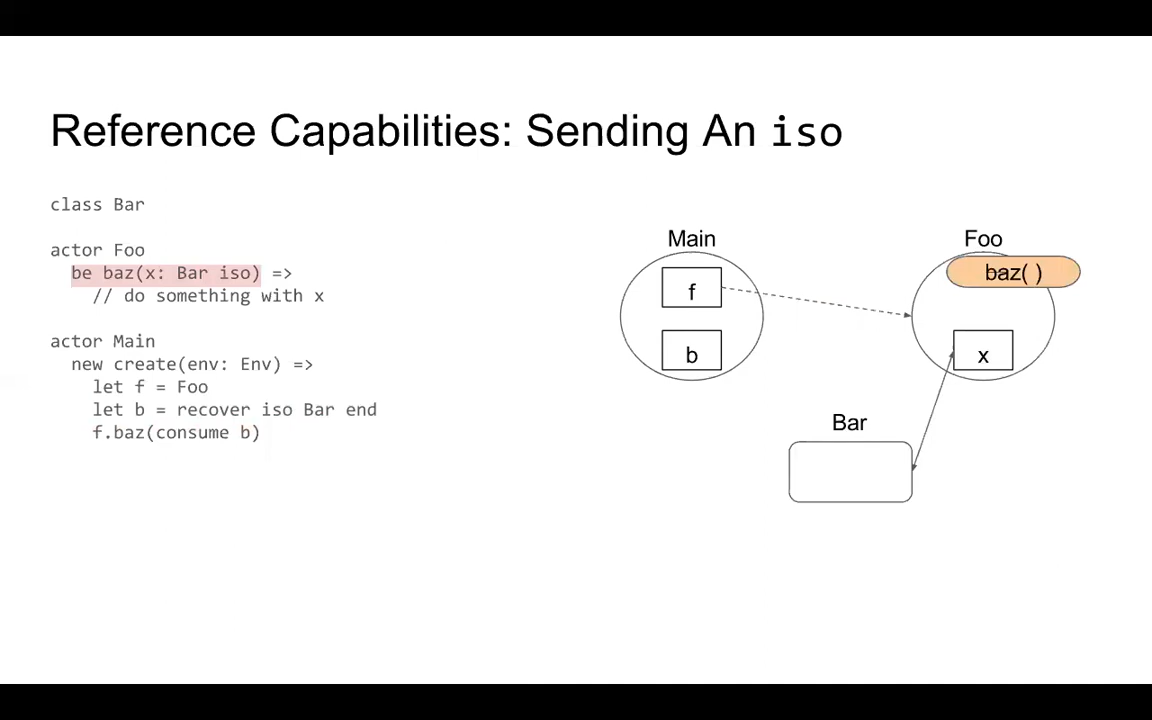 Reference Capabilities: Sending An iso
class Bar
actor Foo
be baz(x: Bar iso) =>
// do something with x
actor Main
new create(env: Env) =>
let f = Foo
let b = recover iso Bar end
f.baz(consume b)
Main
f
b
Foo
baz( )
x
Bar